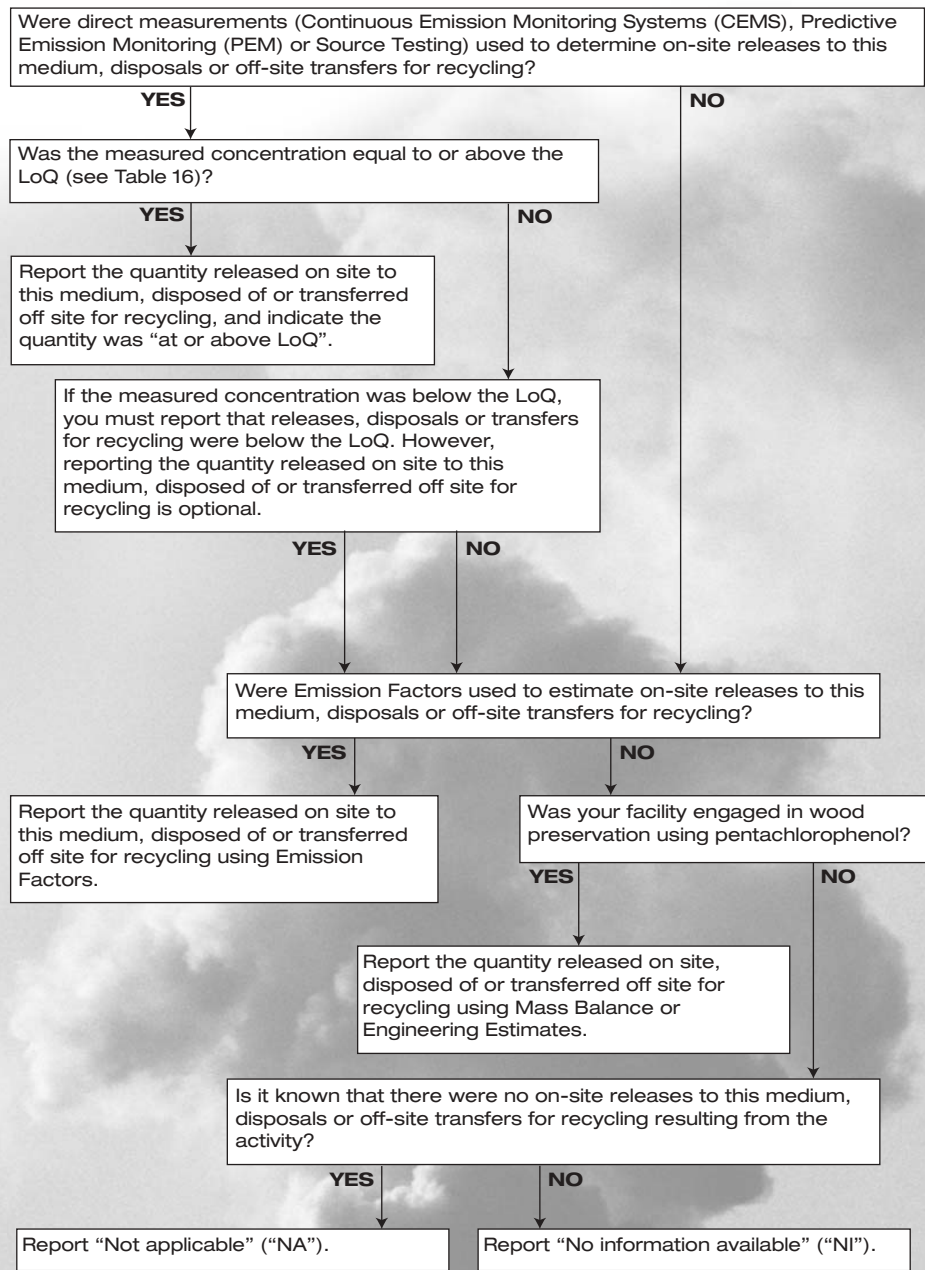 Were direct measurements (Continuous Emission Monitoring Systems (CEMS), Predictive
Emission Monitoring (PEM) or Source Testing) used to determine on-site releases to this
medium, disposals or off-site transfers for recycling?
YES
NO
Was the measured concentration equal to or above the
LoQ (see Table 16)?
YES
NO
Report the quantity released on site to
this medium, disposed of or transferred
off site for recycling, and indicate the
quantity was “at or above LoQ”.
If the measured concentration was below the LoQ,
you must report that releases, disposals or transfers
for recycling were below the LoQ. However,
reporting the quantity released on site to this
medium, disposed of or transferred off site for
recycling is optional.
YES
NO
Were Emission Factors used to estimate on-site releases to this
medium, disposals or off-site transfers for recycling?
YES
NO
Report the quantity released on site to
this medium, disposed of or transferred
off site for recycling using Emission
Factors.
Was your facility engaged in wood
preservation using pentachlorophenol?
YES
NO
Report the quantity released on site,
disposed of or transferred off site for
recycling using Mass Balance or
Engineering Estimates.
Is it known that there were no on-site releases to this medium,
disposals or off-site transfers for recycling resulting from the
activity?
YES
NO
Report “Not applicable” (“NA”).
Report “No information available” (“NI”).